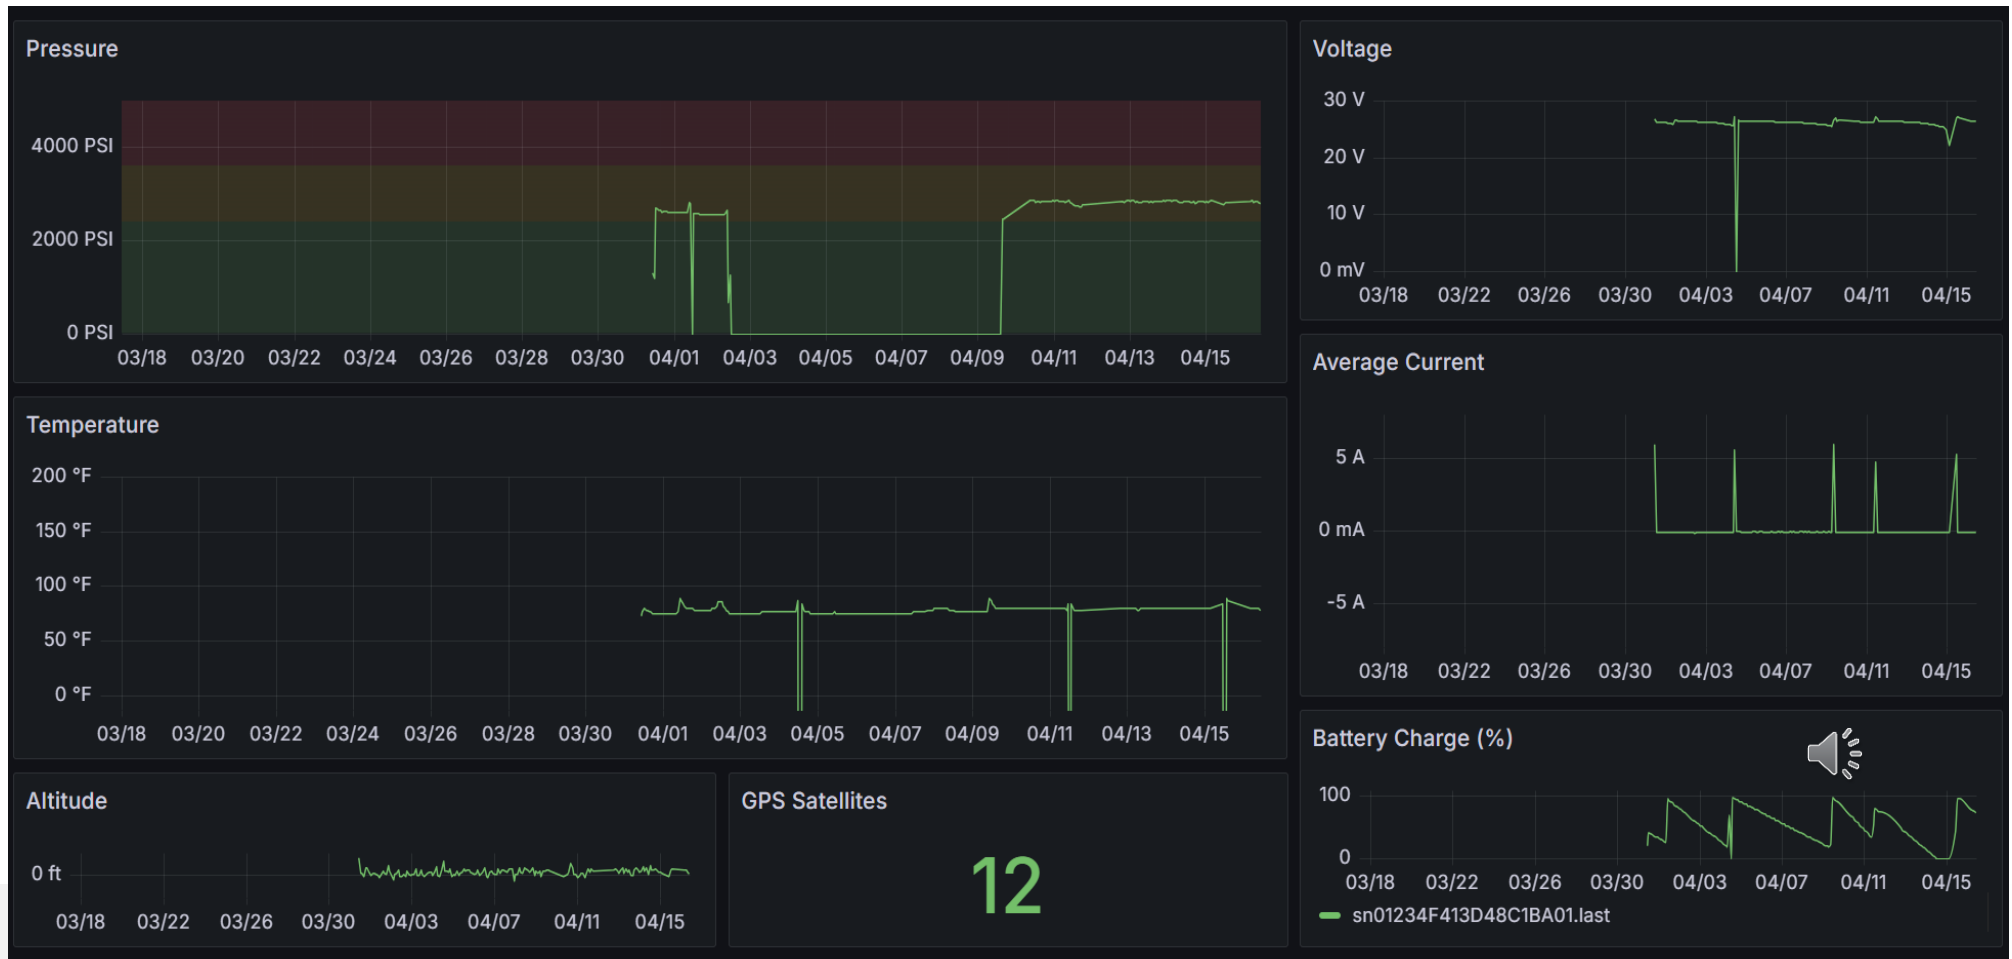 Pressure
4000 PSI
2000 PSI
0 PSI
03/18 03/20 03/22 03/24 03/26 03/28 03/30 04/01 04/03 04/05 04/07 04/09 04/11 04/13 04/15
Temperature
200 °F
150 °F
100 °F
50 °F
0 °F
03/18 03/20 03/22 03/24 03/26 03/28 03/30 04/01 04/03 04/05 04/07 04/09 04/11 04/13 04/15
Altitude
0 ft
03/18 03/22 03/26 03/30 04/03 04/07 04/11 04/15
GPS Satellites
12
Voltage
30 V
20 V
10 V
0 mV
03/18 03/22 03/26 03/30 04/03 04/07 04/11 04/15
Average Current
5 A
0 mA
-5 A
03/18 03/22 03/26 03/30 04/03 04/07 04/11 04/15
Battery Charge (%)
100
0
03/18 03/22 03/26 03/30 04/03 04/07 04/11 04/15
sn01234F413D48C1BA01.last